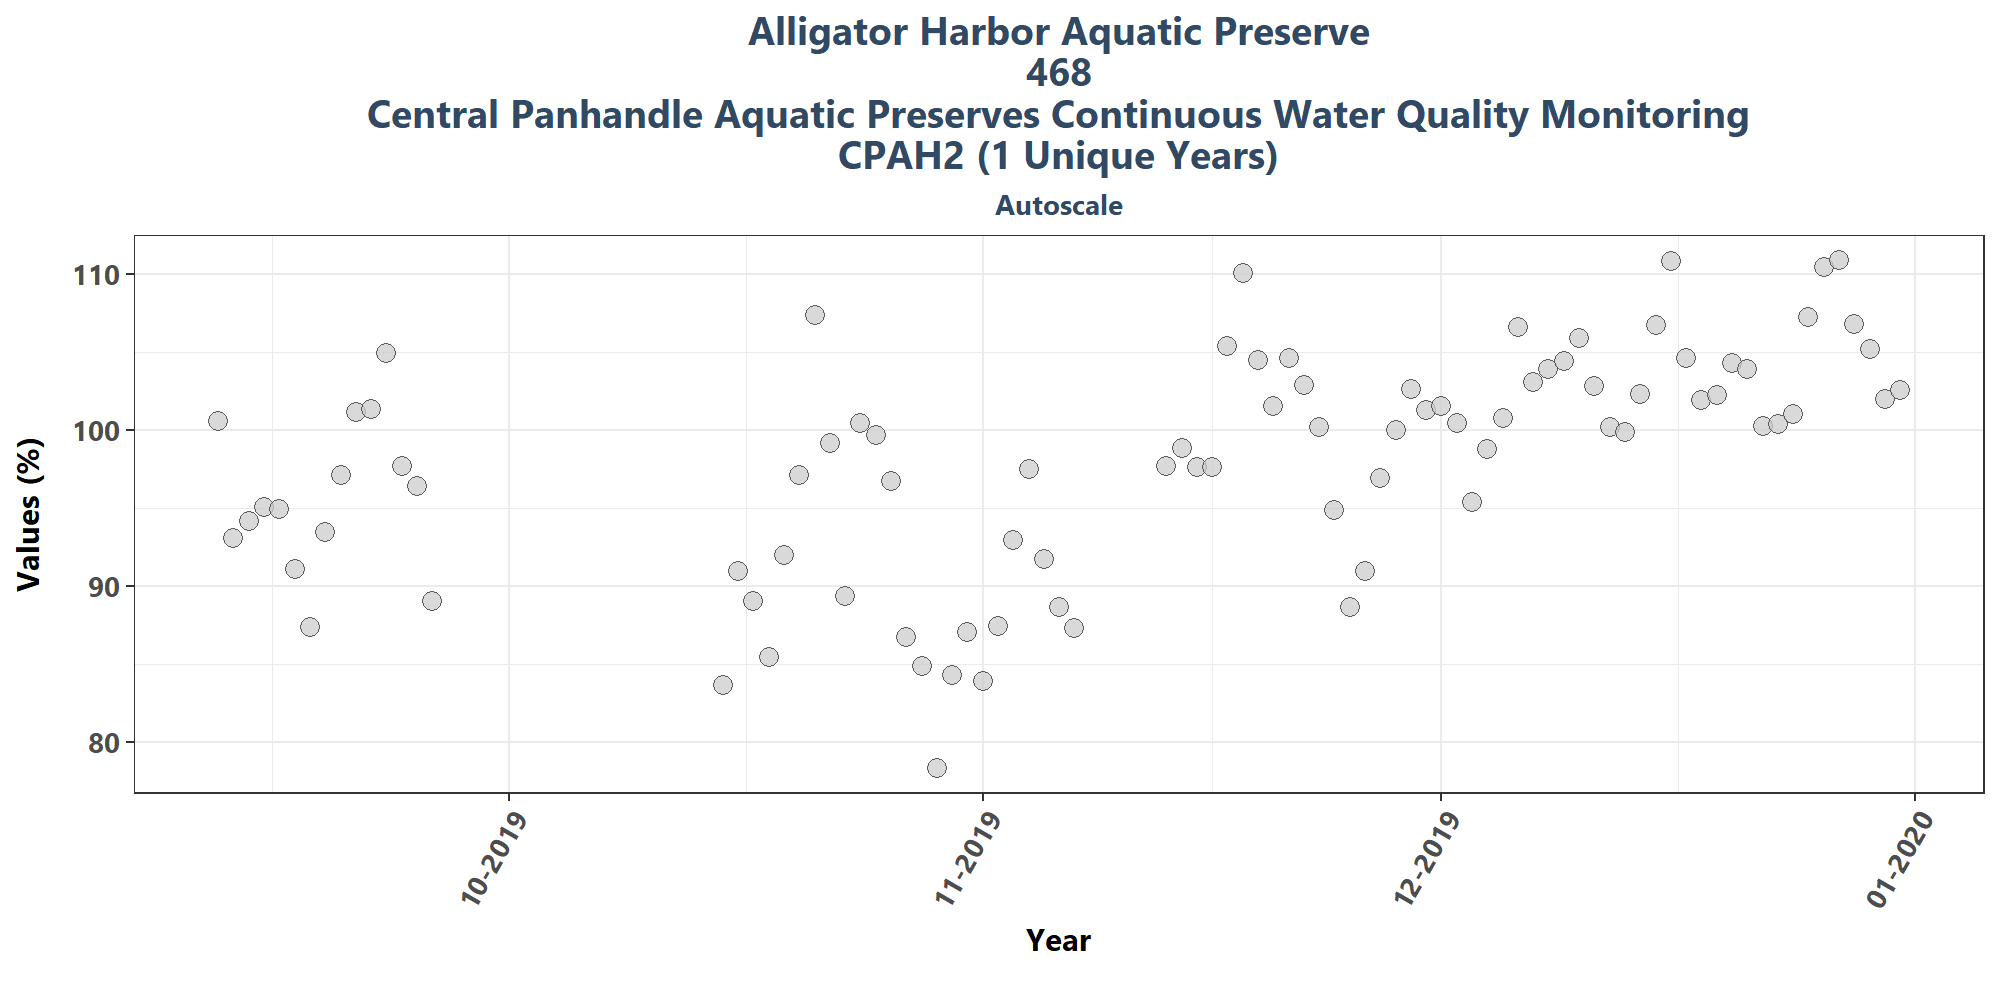 Alligator Harbor Aquatic Preserve
468
Central Panhandle Aquatic Preserves Continuous Water Quality Monitoring
CPAH2 (1 Unique Years)
Autoscale
Values (%)
110
100
90
80
10-2019
11-2019
12-2019
01-2020
Year